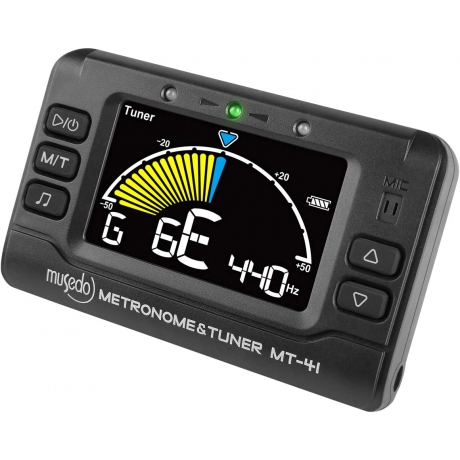 Tuner
-20
+20
-50
+50
G 6E 440Hz
▷/⏻
M/T
MIC
musedo
METRONOME&TUNER MT-41